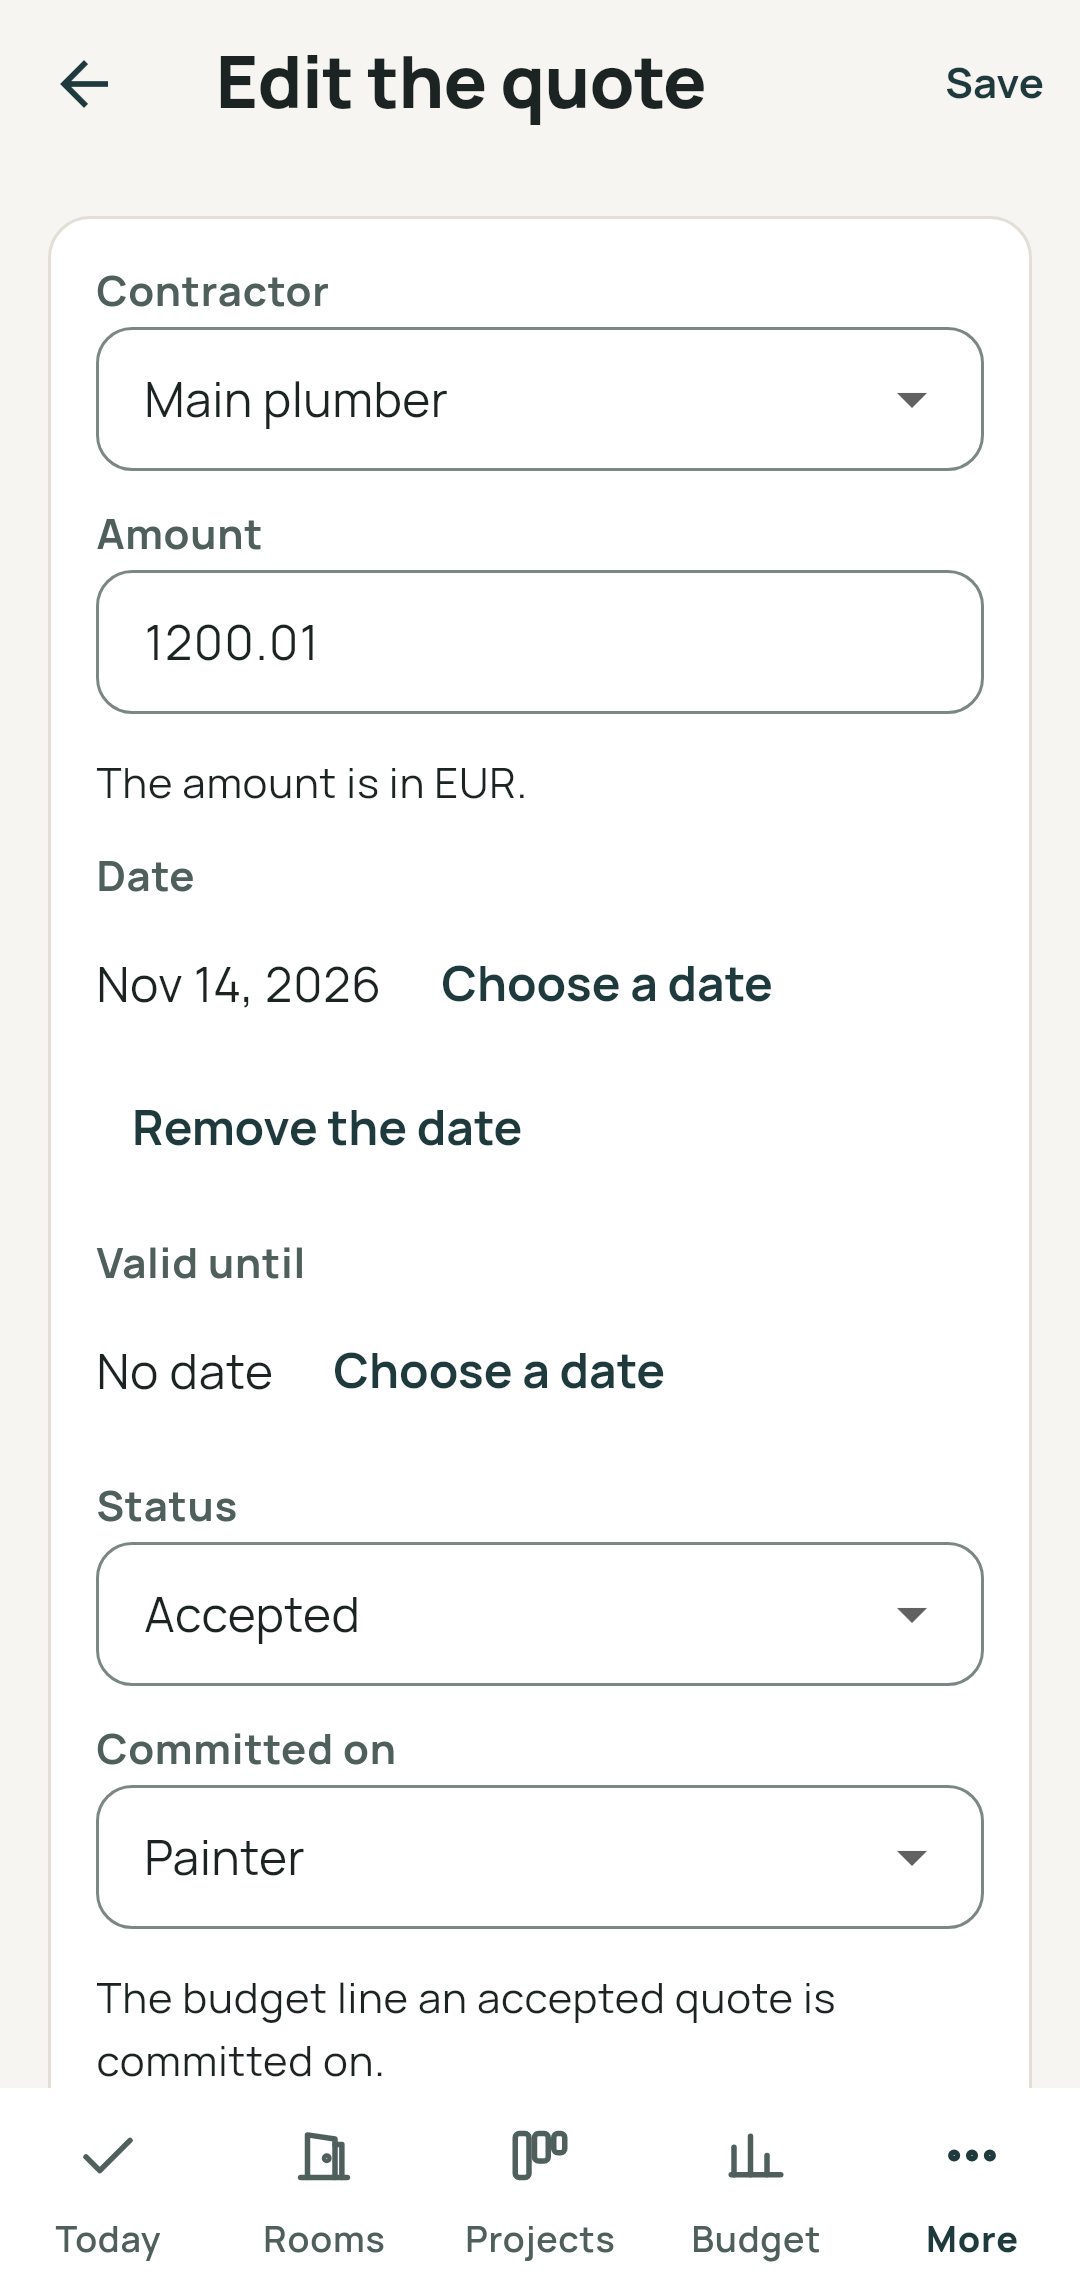 Edit the quote
Save
Contractor
Main plumber
Amount
1200.01
The amount is in EUR.
Date
Nov 14, 2026
Choose a date
Remove the date
Valid until
No date
Choose a date
Status
Accepted
Committed on
Painter
The budget line an accepted quote is
committed on.
Today
Rooms
Projects
Budget
More